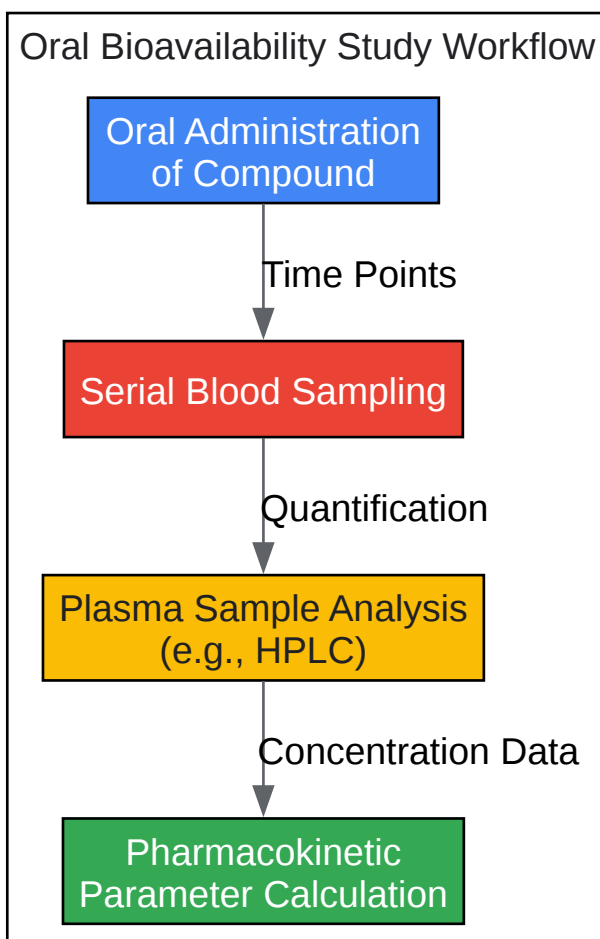 Oral Bioavailability Study Workflow
Oral Administration
of Compound
Time Points
Serial Blood Sampling
Quantification
Plasma Sample Analysis
(e.g., HPLC)
Concentration Data
Pharmacokinetic
Parameter Calculation